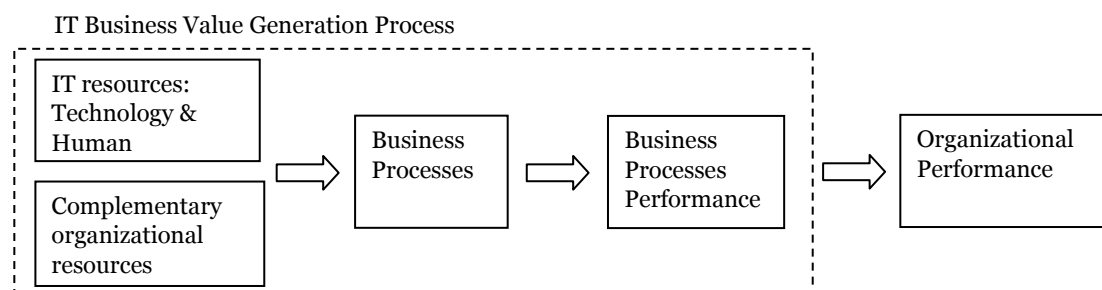 IT Business Value Generation Process
IT resources:
Technology &
Human
Complementary
organizational
resources
Business
Processes
Business
Processes
Performance
Organizational
Performance